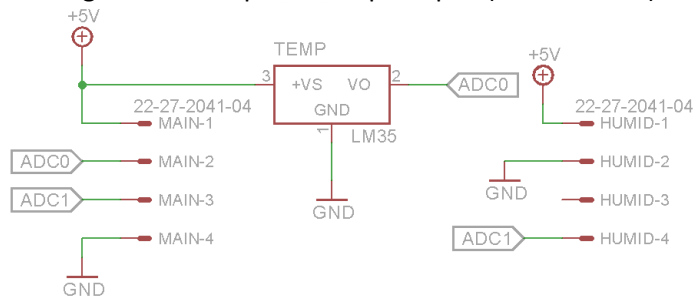 +5V
TEMP
3 +VS VO 2
GND
1
LM35
GND
ADC0
22-27-2041-04
MAIN-1
ADC0 MAIN-2
ADC1 MAIN-3
MAIN-4
GND
+5V
22-27-2041-04
HUMID-1
HUMID-2
GND
HUMID-3
ADC1 HUMID-4